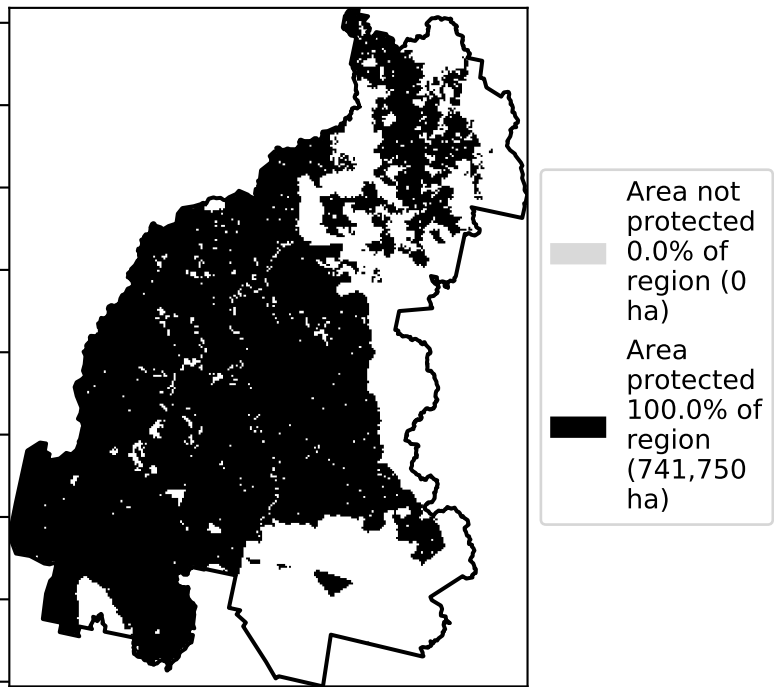 Area not
protected
0.0% of
region (0
ha)
Area
protected
100.0% of
region
(741,750
ha)